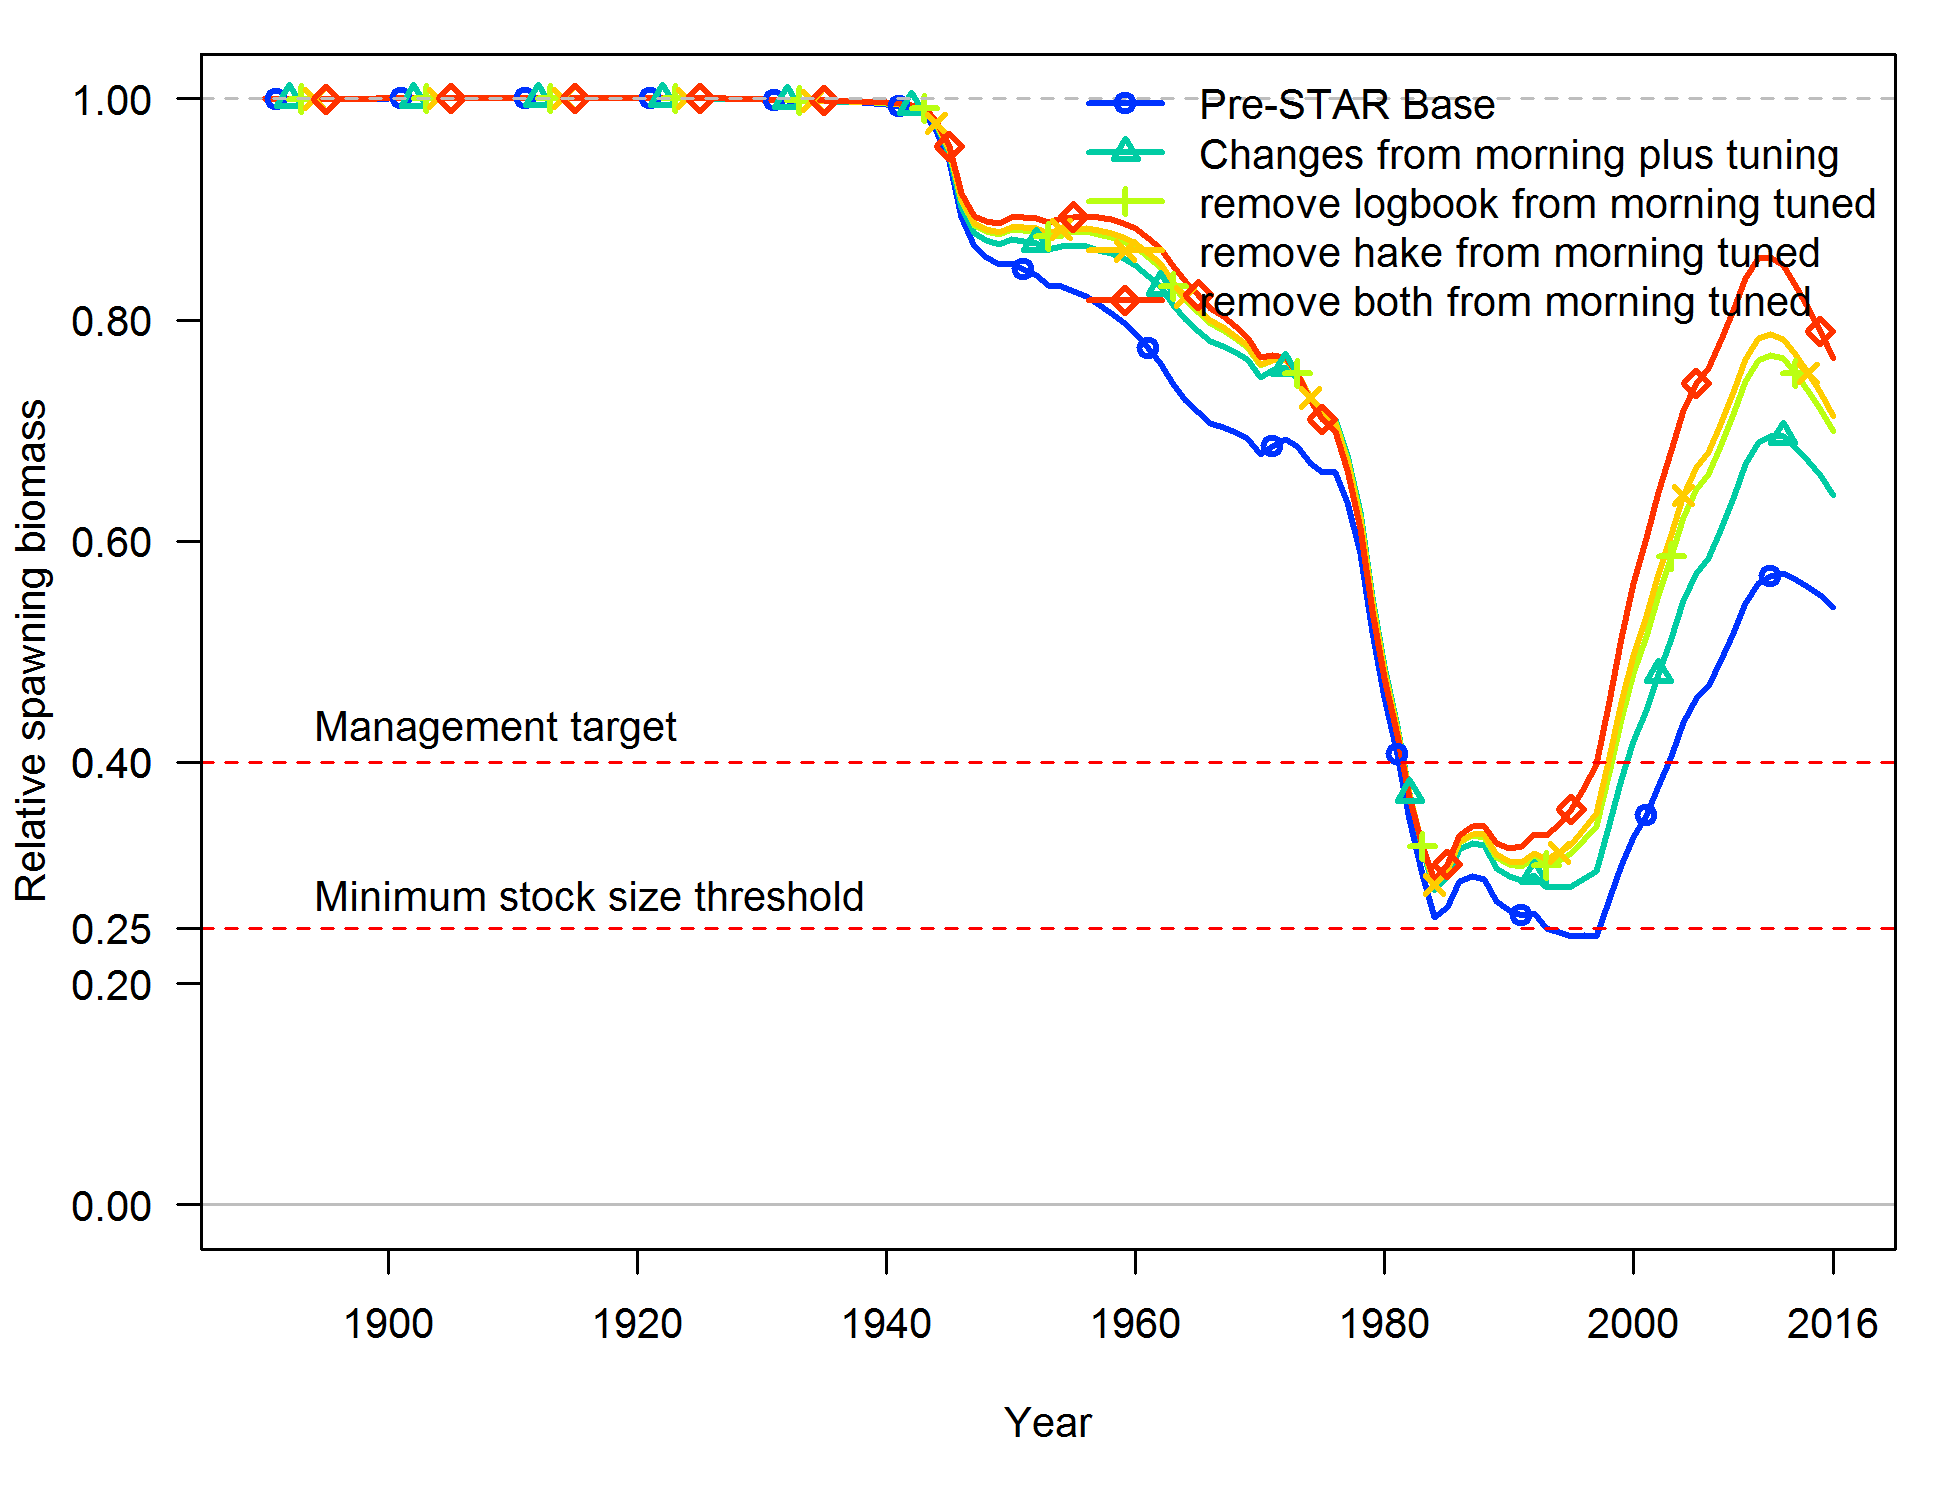 1.00
0.80
0.60
0.40
0.25
0.20
0.00
Relative spawning biomass
Pre-STAR Base
Changes from morning plus tuning
remove logbook from morning tuned
remove hake from morning tuned
remove both from morning tuned
Management target
Minimum stock size threshold
1900
1920
1940
1960
1980
2000
2016
Year